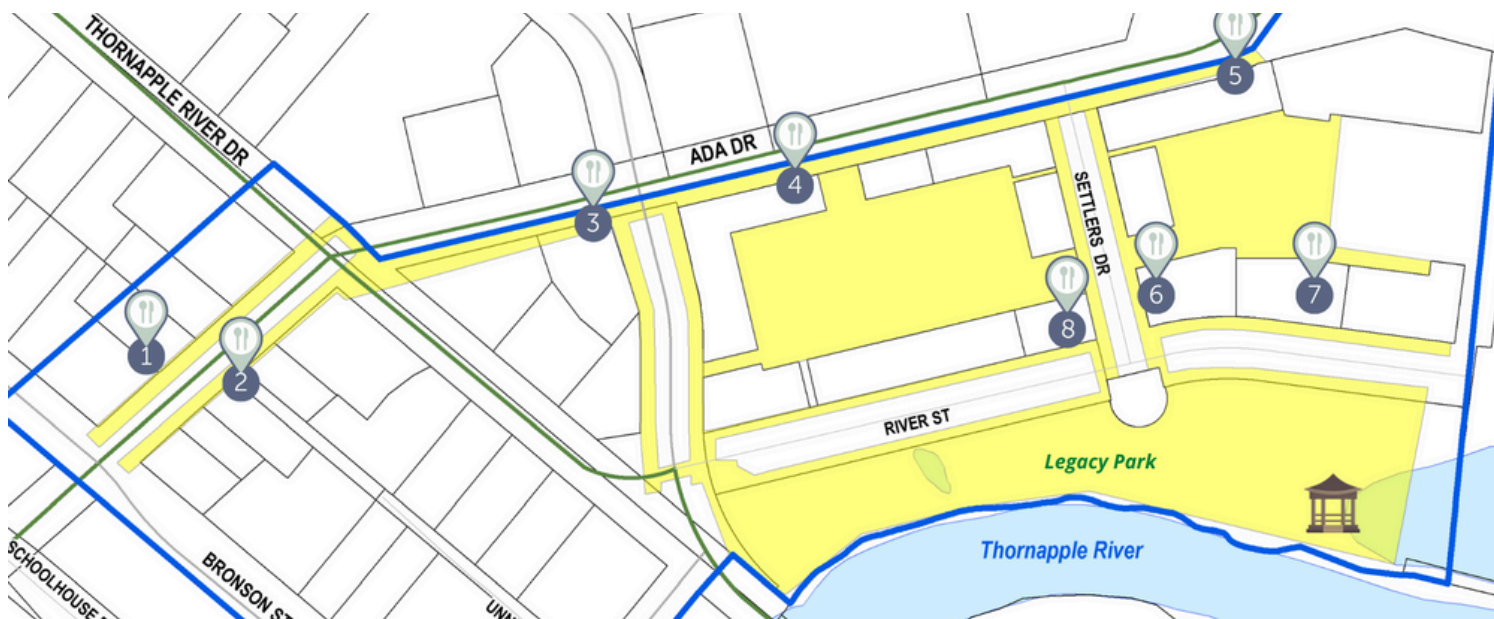 THORNAPPLE RIVER DR
ADA DR
5
4
3
SETTLERS DR
6
7
8
1
2
RIVER ST
Legacy Park
Thornapple River
SCHOOLHOUSE
BRONSON ST